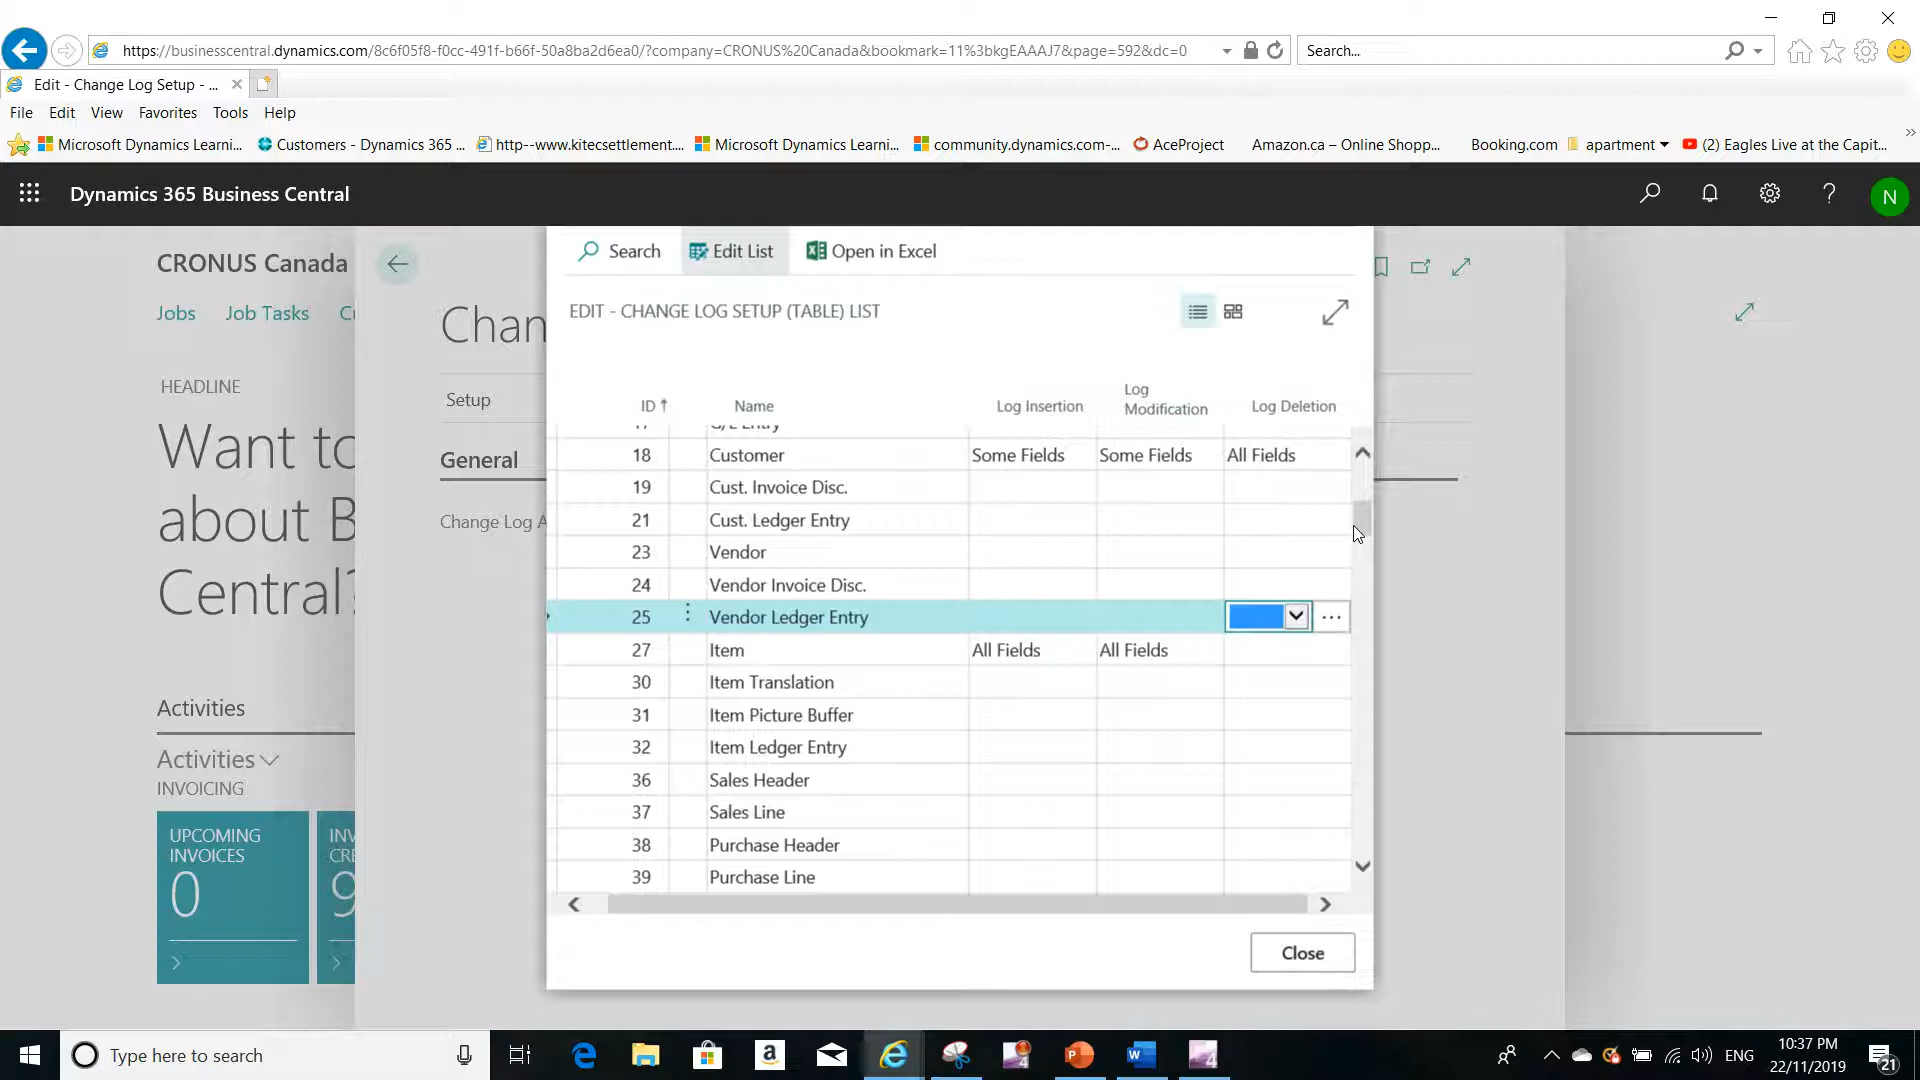 https://businesscentral.dynamics.com/8c6f05f8-f0cc-491f-b66f-50a8ba2d6ea0/?company=CRONUS%20Canada&bookmark=11%3bkgEAAAJ7&page=592&dc=0
Search...
Edit - Change Log Setup - ...
File Edit View Favorites Tools Help
Microsoft Dynamics Learni... Customers - Dynamics 365 ... http--www.kitecsettlement.... Microsoft Dynamics Learni... community.dynamics.com-... AceProject Amazon.ca – Online Shopp... Booking.com apartment (2) Eagles Live at the Capit...
Dynamics 365 Business Central
N
CRONUS Canada
Jobs Job Tasks
HEADLINE
Want to
about B
Central?
Activities
Activities
INVOICING
UPCOMING
INVOICES
0
INV
CRE
9
Chan
Setup
General
Change Log A
Search Edit List Open in Excel
EDIT - CHANGE LOG SETUP (TABLE) LIST
ID Name Log Insertion Log Modification Log Deletion
18 Customer Some Fields Some Fields All Fields
19 Cust. Invoice Disc.
21 Cust. Ledger Entry
23 Vendor
24 Vendor Invoice Disc.
25 Vendor Ledger Entry
27 Item All Fields All Fields
30 Item Translation
31 Item Picture Buffer
32 Item Ledger Entry
36 Sales Header
37 Sales Line
38 Purchase Header
39 Purchase Line
Close
Type here to search
ENG
10:37 PM
22/11/2019
21